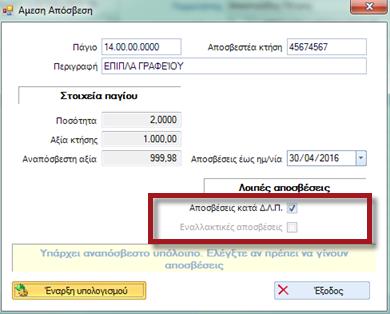 Αμεση Απόσβεση
Πάγιο 14.00.00.0000 Αποσβεστέα κτήση 45674567
Περιγραφή ΕΠΙΠΛΑ ΓΡΑΦΕΊΟΥ
Στοιχεία παγίου
Ποσότητα 2,0000
Αξία κτήσης 1.000,00
Αναπόσβεστη αξία 999,98 Αποσβέσεις έως ημ/νία 30/04/2016
Λοιπές αποσβέσεις
Αποσβέσεις κατά Δ.Λ.Π.
Εναλλακτικές αποσβέσεις
Υπάρχει αναπόσβεστο υπόλοιπο. Ελέγξτε αν πρέπει να γίνουν
αποσβέσεις
Έναρξη υπολογισμού Έξοδος